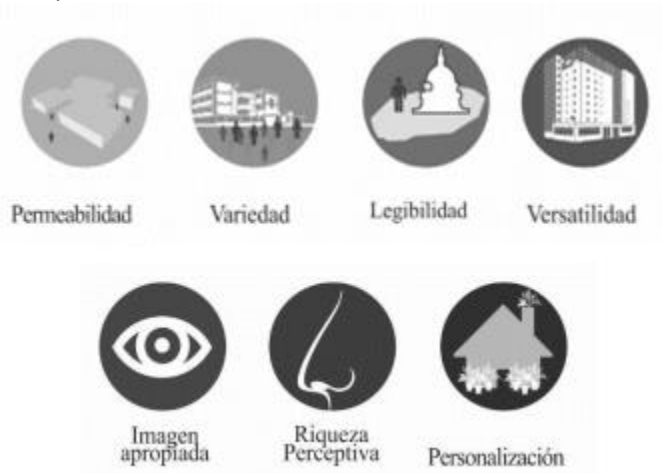 Permeabilidad
Variedad
Legibilidad
Versatilidad
Imagen
apropiada
Riqueza
Perceptiva
Personalización